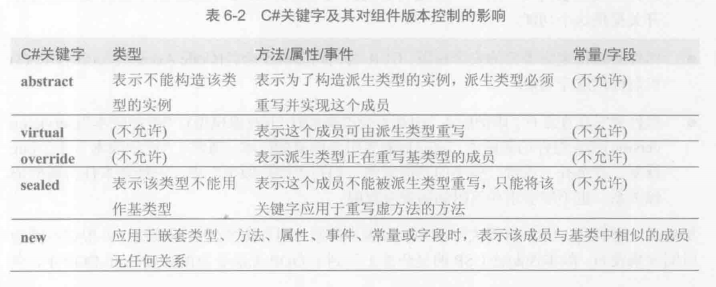 表 6-2 C#关键字及其对组件版本控制的影响
C#关键字 类型 方法/属性/事件 常量/字段
abstract 表示不能构造该类 表示为了构造派生类型的实例，派生类型必须 (不允许)
型的实例 重写并实现这个成员
virtual (不允许) 表示这个成员可由派生类型重写 (不允许)
override (不允许) 表示派生类型正在重写基类型的成员 (不允许)
sealed 表示该类型不能用 表示这个成员不能被派生类型重写，只能将该 (不允许)
作基类型 关键字应用于重写虚方法的方法
new 应用于嵌套类型、方法、属性、事件、常量或字段时，表示该成员与基类中相似的成员
无任何关系